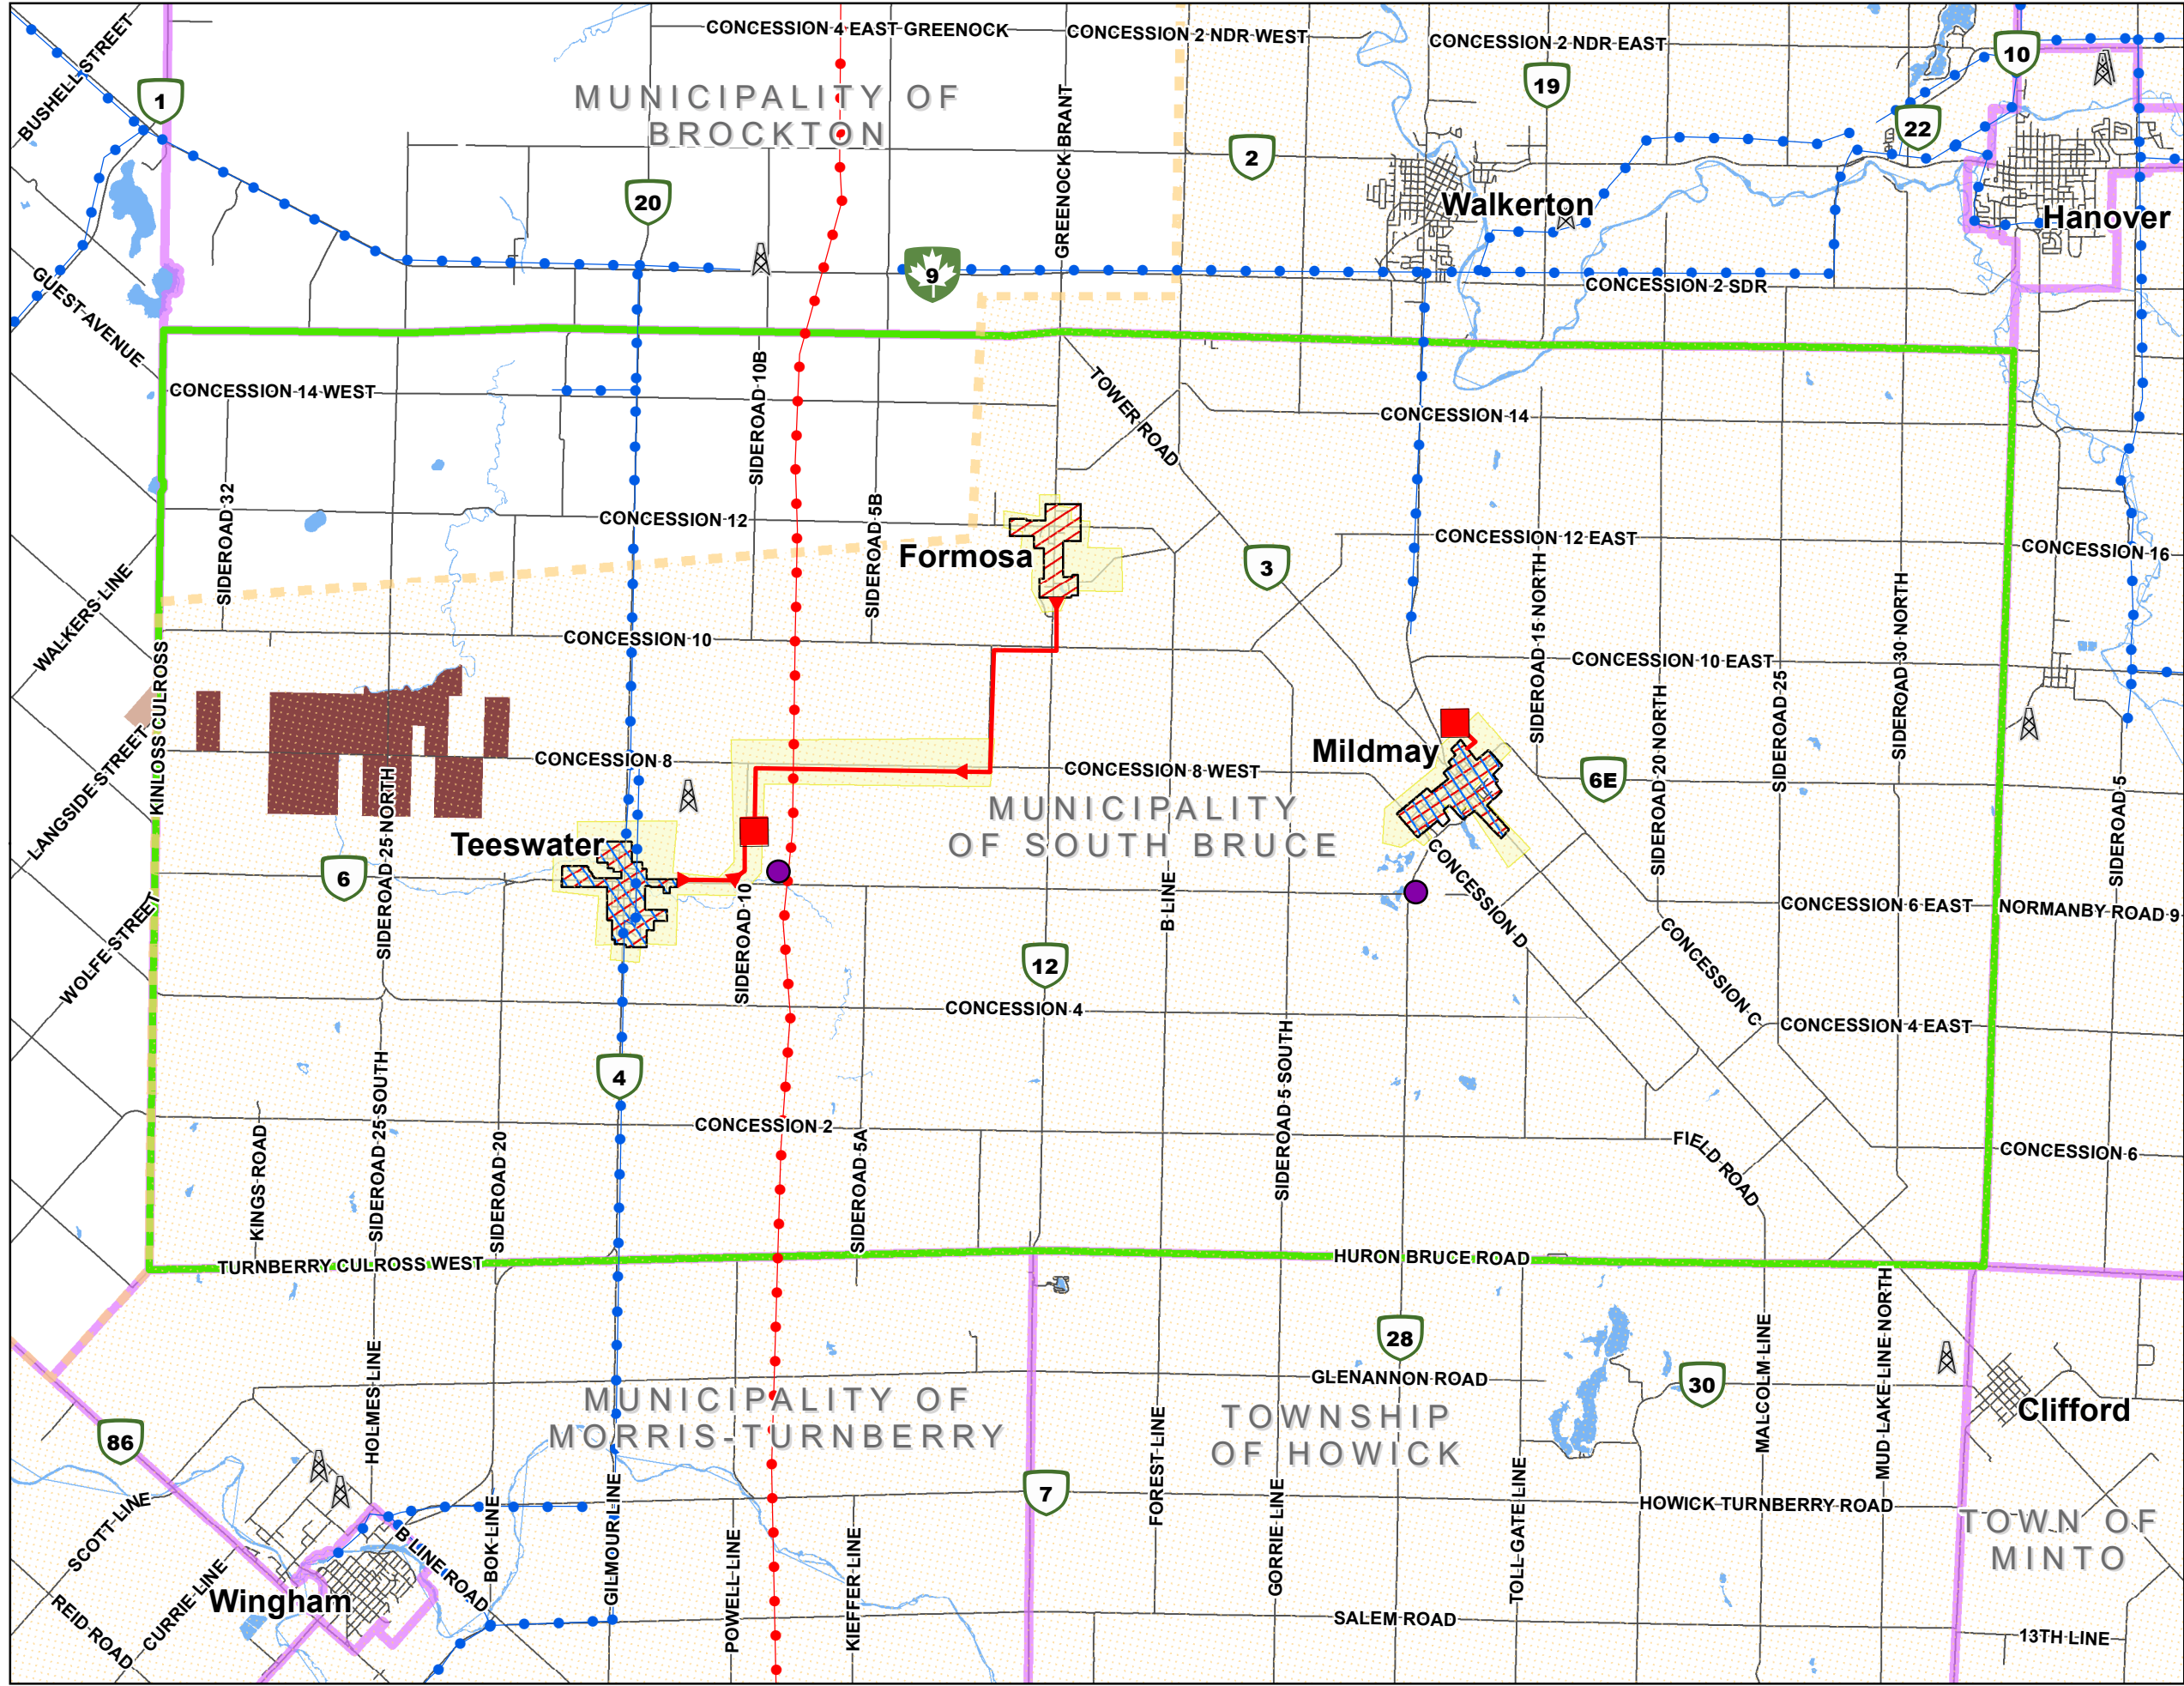 CONCESSION 4 EAST GREENOCK
CONCESSION 2 NDR WEST
CONCESSION 2 NDR EAST
10
BUSHELL STREET
1
MUNICIPALITY OF
BROCKTON
19
22
GREENOCK BRANT
2
20
Walkerton
Hanover
9
GUEST AVENUE
CONCESSION 2 SDR
CONCESSION 14 WEST
SIDEROAD 10B
TOWER ROAD
CONCESSION 14
SIDEROAD 32
CONCESSION 12
SIDEROAD 5B
Formosa
3
CONCESSION 12 EAST
CONCESSION 16
WALKERS LINE
CONCESSION 10
SIDEROAD 15 NORTH
CONCESSION 10 EAST
SIDEROAD 30 NORTH
KINLOSS CULROSS
LANGSIDE STREET
CONCESSION 8
SIDEROAD 25 NORTH
CONCESSION 8 WEST
Mildmay
6E
SIDEROAD 20 NORTH
SIDEROAD 25
SIDEROAD 5
MUNICIPALITY
OF SOUTH BRUCE
Teeswater
6
SIDEROAD 10
B LINE
CONCESSION D
CONCESSION 6 EAST
NORMANBY ROAD 9
WOLFE STREET
12
CONCESSION C
CONCESSION 4
CONCESSION 4 EAST
4
SIDEROAD 25 SOUTH
SIDEROAD 5 SOUTH
KINGS ROAD
SIDEROAD 20
CONCESSION 2
SIDEROAD 5A
FIELD ROAD
CONCESSION 6
TURNBERRY CULROSS WEST
HURON BRUCE ROAD
28
HOLMES LINE
GLENANNON ROAD
30
MALCOLM LINE
MUD LAKE LINE NORTH
MUNICIPALITY OF
MORRIS-TURNBERRY
TOWNSHIP
OF HOWICK
Clifford
86
7
FOREST LINE
GORRIE LINE
TOLL GATE LINE
HOWICK TURNBERRY ROAD
TOWN OF
MINTO
SCOTT LINE
B LINE ROAD
BOK LINE
GILMOUR LINE
POWELL LINE
KIEFFER LINE
Wingham
REID ROAD
CURRIE LINE
SALEM ROAD
13TH LINE